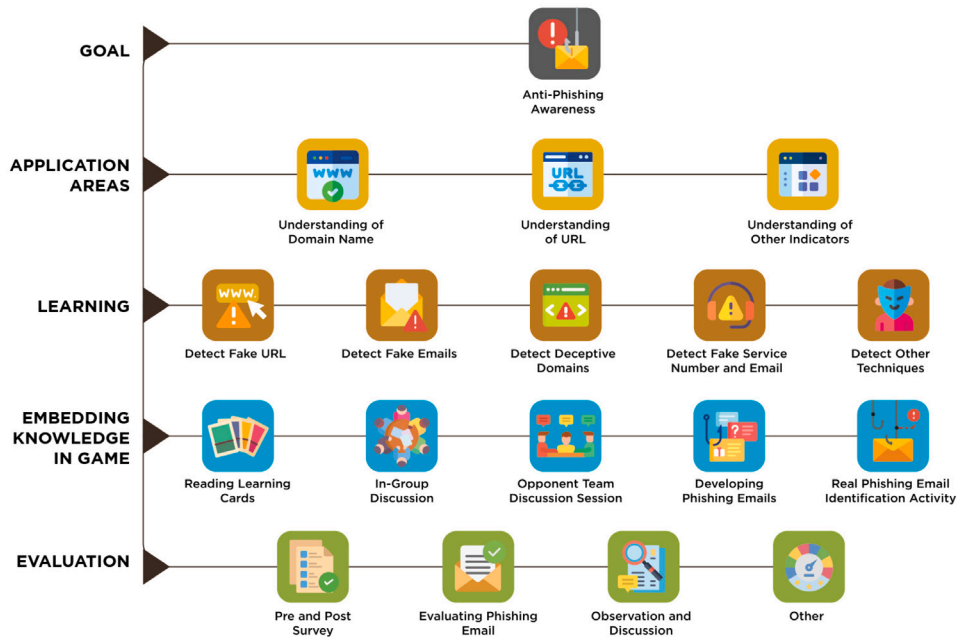 GOAL
Anti-Phishing
Awareness
APPLICATION
AREAS
WWW
URL
Understanding of
Domain Name
Understanding
of URL
Understanding of
Other Indicators
LEARNING
WWW.
Detect Fake URL
Detect Fake Emails
Detect Deceptive
Domains
Detect Fake Service
Number and Email
Detect Other
Techniques
EMBEDDING
KNOWLEDGE
IN GAME
Reading Learning
Cards
In-Group
Discussion
Opponent Team
Discussion Session
Developing
Phishing Emails
Real Phishing Email
Identification Activity
EVALUATION
Pre and Post
Survey
Evaluating Phishing
Email
Observation and
Discussion
Other